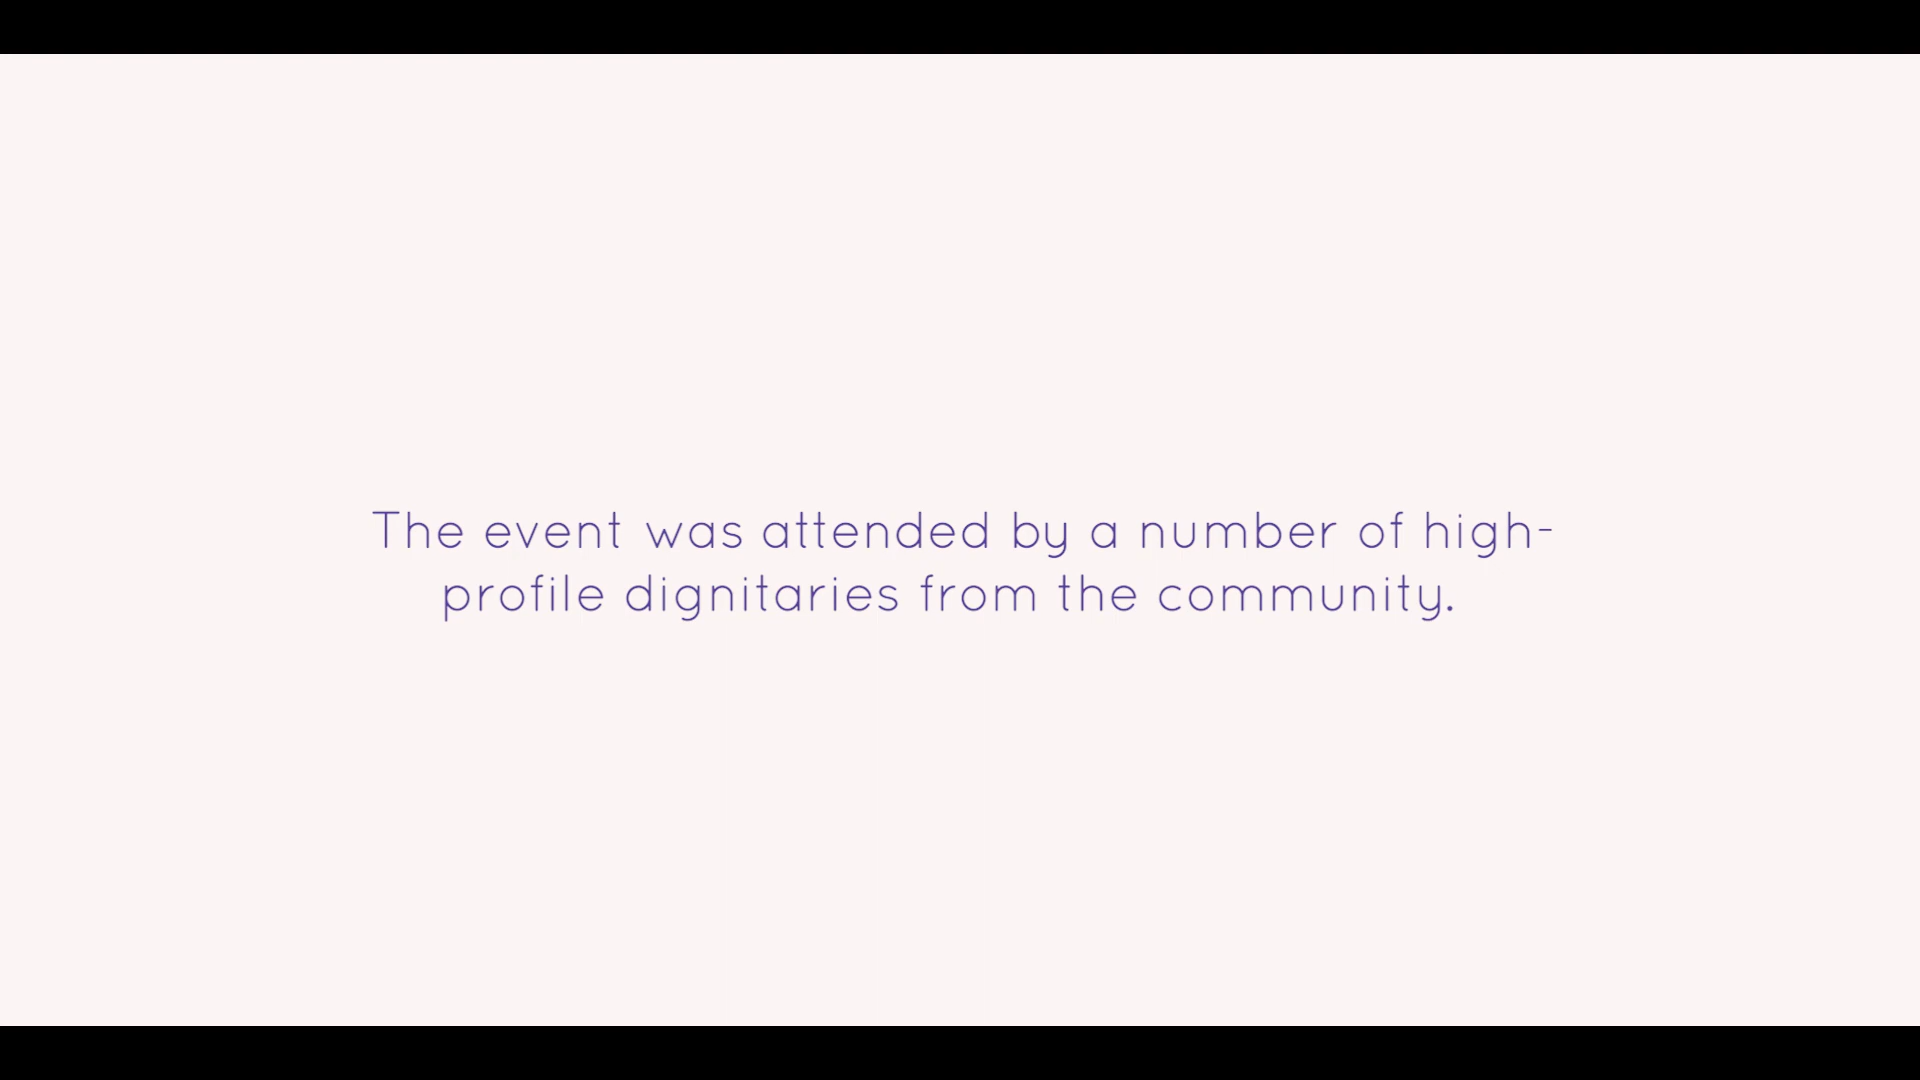 The event was attended by a number of high-
profile dignitaries from the community.